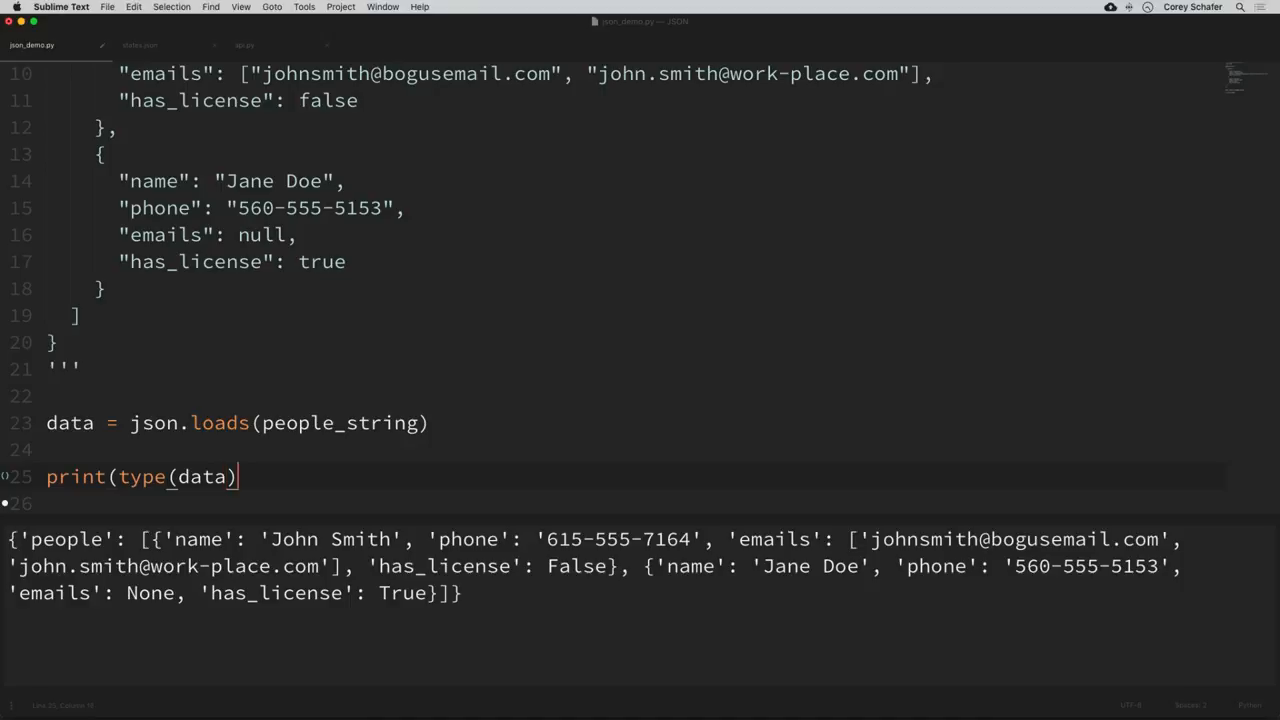 Sublime Text File Edit Selection Find View Goto Tools Project Window Help Corey Schafer
json_demo.py — JSON
json_demo.py states.json api.py
10 "emails": ["johnsmith@bogusemail.com", "john.smith@work-place.com"],
11 "has_license": false
12 },
13 {
14 "name": "Jane Doe",
15 "phone": "560-555-5153",
16 "emails": null,
17 "has_license": true
18 }
19 ]
20 }
21 '''
22
23 data = json.loads(people_string)
24
25 print(type(data)
26
{'people': [{'name': 'John Smith', 'phone': '615-555-7164', 'emails': ['johnsmith@bogusemail.com',
'john.smith@work-place.com'], 'has_license': False}, {'name': 'Jane Doe', 'phone': '560-555-5153',
'emails': None, 'has_license': True}]}
Line 25, Column 15 UTF-8 Spaces: 2 Python